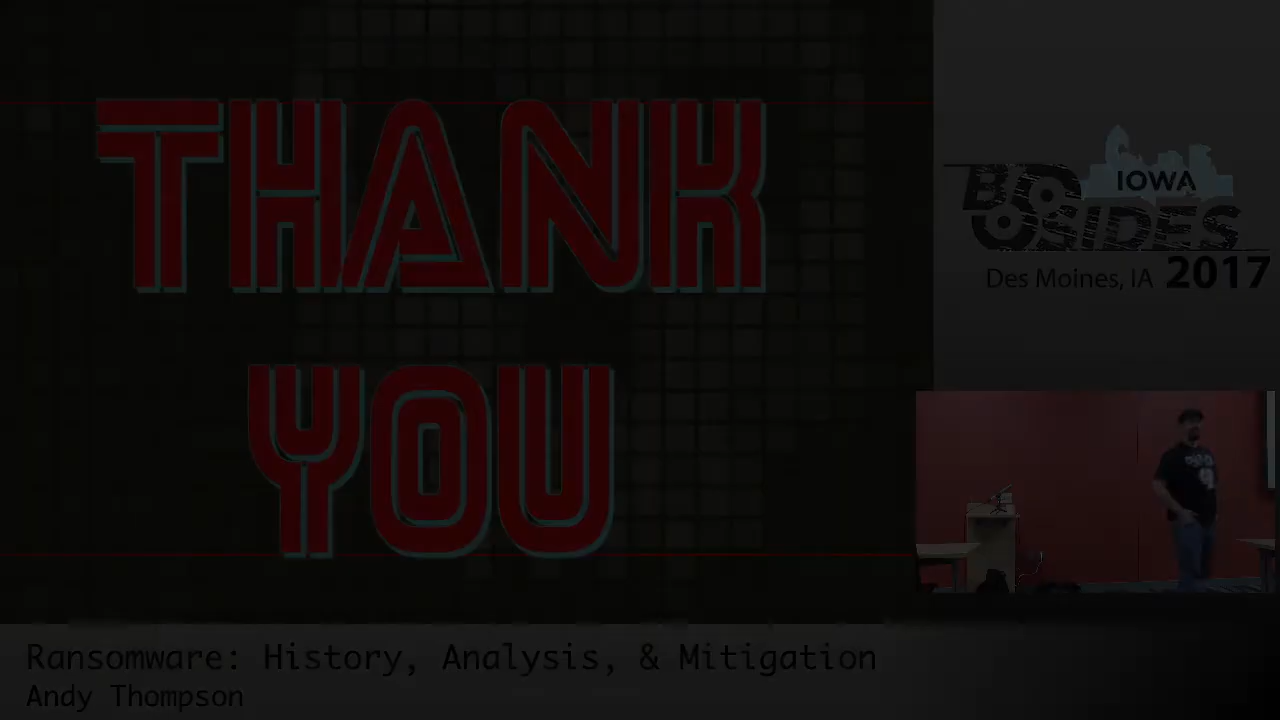 THANK
YOU
IOWA
BSIDES
Des Moines, IA 2017
Ransomware: History, Analysis, & Mitigation
Andy Thompson